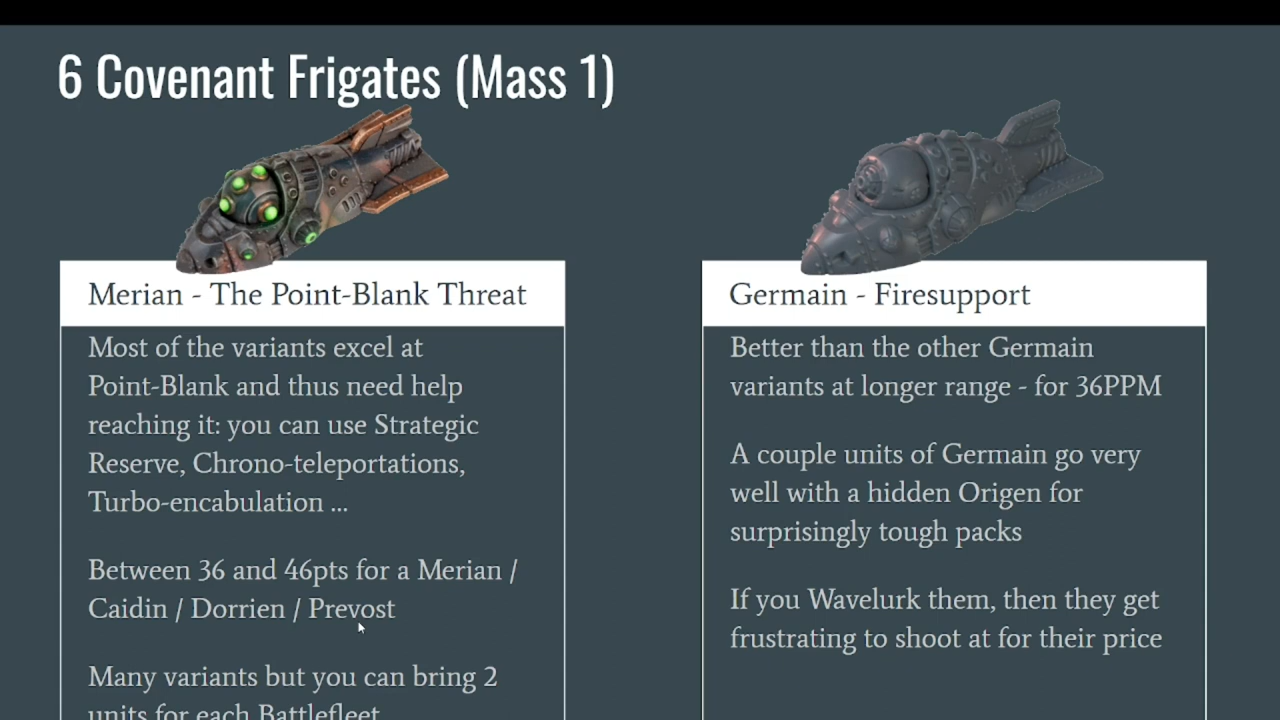 6 Covenant Frigates (Mass 1)
Merian - The Point-Blank Threat
Most of the variants excel at
Point-Blank and thus need help
reaching it: you can use Strategic
Reserve, Chrono-teleportations,
Turbo-encabulation ...
Between 36 and 46pts for a Merian /
Caidin / Dorrien / Prevost
Many variants but you can bring 2
units for each Battlefleet
Germain - Firesupport
Better than the other Germain
variants at longer range - for 36PPM
A couple units of Germain go very
well with a hidden Origen for
surprisingly tough packs
If you Wavelurk them, then they get
frustrating to shoot at for their price